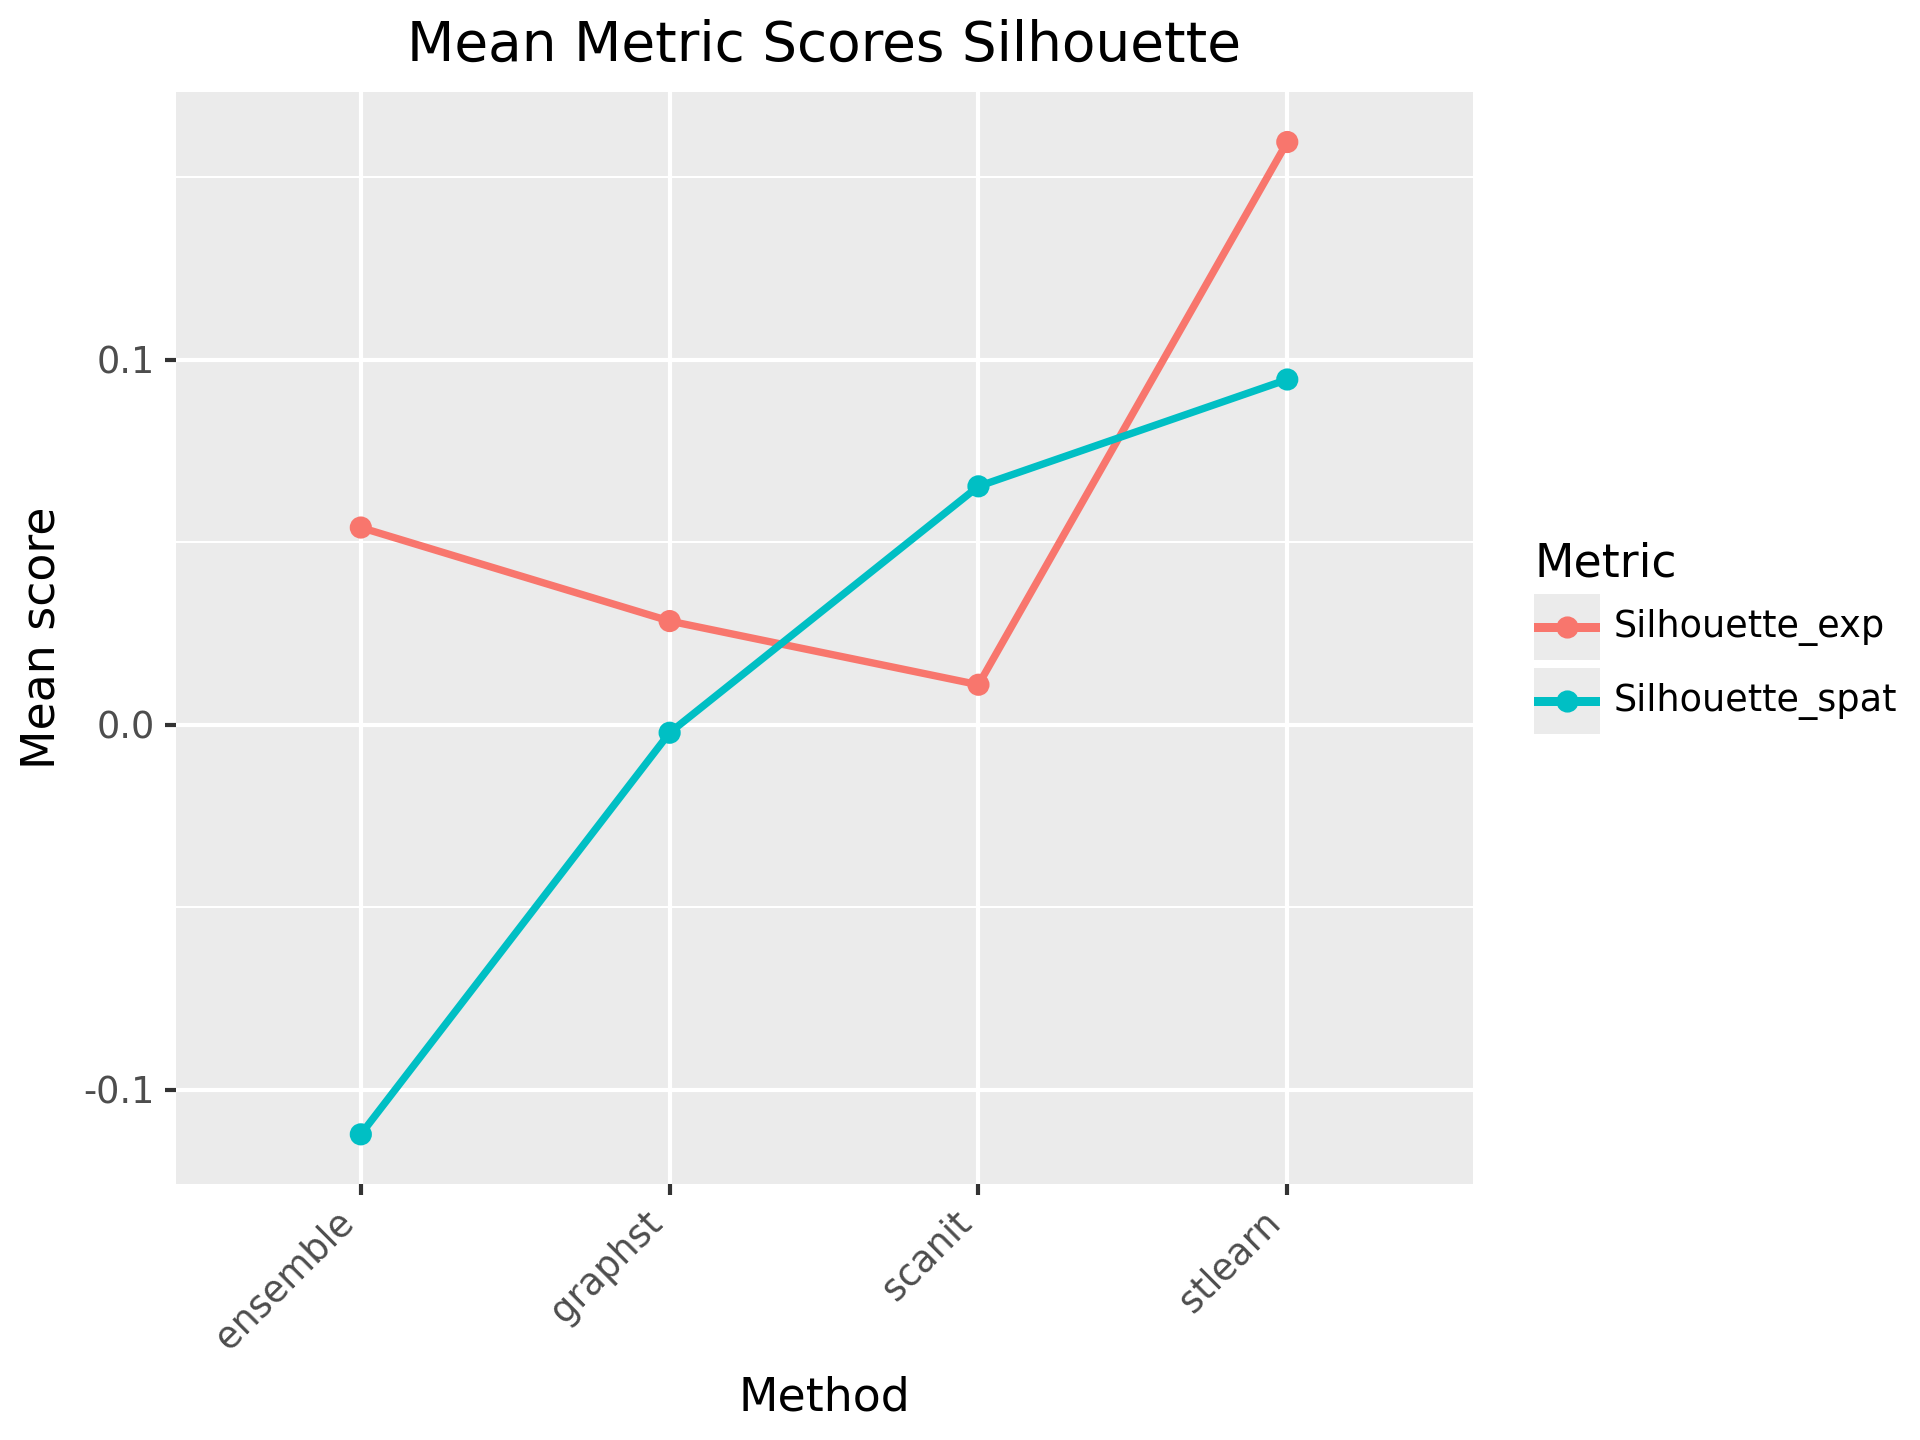 Mean Metric Scores Silhouette
Mean score
0.1
0.0
-0.1
ensemble
graphst
scanit
stlearn
Method
Metric
Silhouette_exp
Silhouette_spat